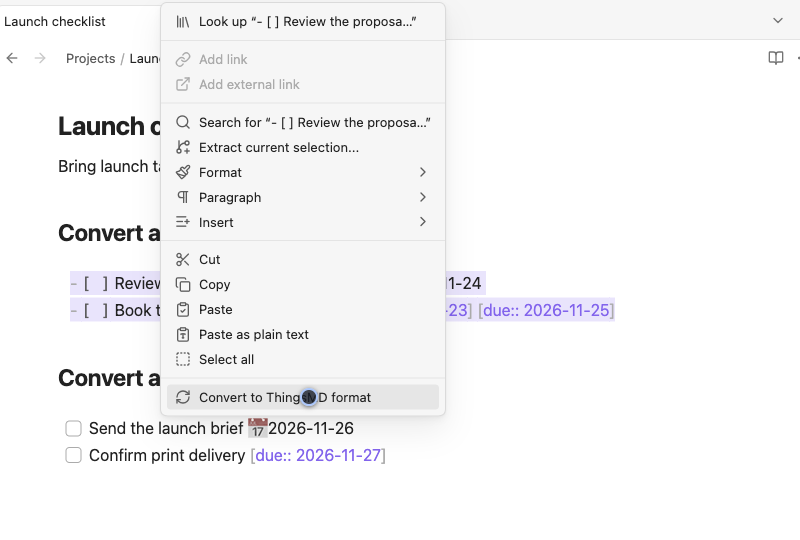 Launch checklist
Look up “- [ ] Review the proposa...”
Projects / Laun
Add link
Add external link
Search for “- [ ] Review the proposa...”
Extract current selection...
Format
Paragraph
Insert
Launch c
Bring launch ta
Convert a
Cut
- [ ] Review 11-24
Copy
- [ ] Book t -23] [due:: 2026-11-25]
Paste
Paste as plain text
Select all
Convert a
Convert to Things MD format
Send the launch brief 📅2026-11-26
Confirm print delivery [due:: 2026-11-27]